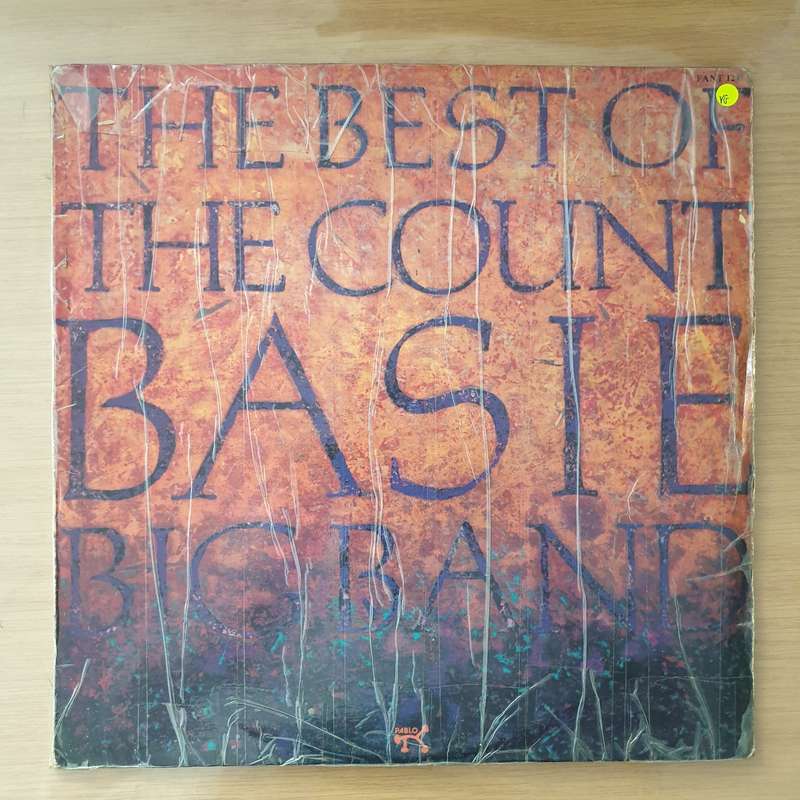 VG
THE BEST OF
THE COUNT
BASIE
BIG BAND
PABLO